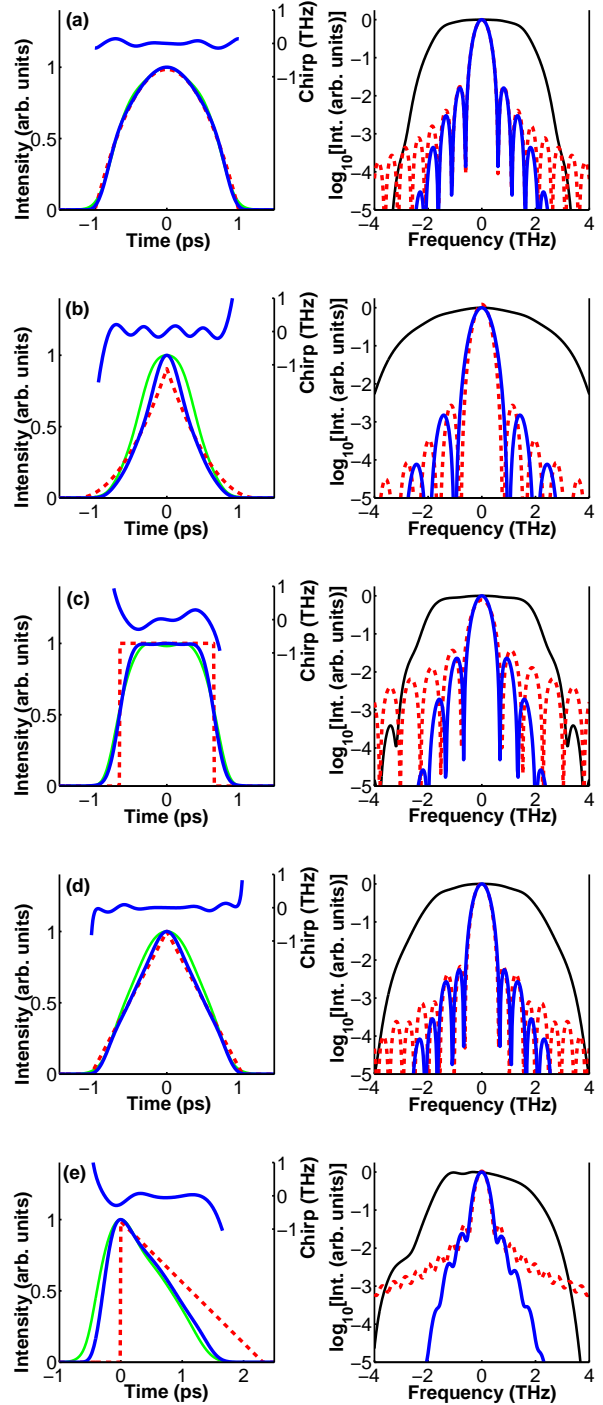 (a)
Intensity (arb. units)
1
0.5
0
−1 0 1
Time (ps)
1
0
−1
Chirp (THz)
log10[Int. (arb. units)]
0
−1
−2
−3
−4
−5
−4 −2 0 2 4
Frequency (THz)
(b)
Intensity (arb. units)
1
0.5
0
−1 0 1
Time (ps)
1
0
−1
Chirp (THz)
log10[Int. (arb. units)]
0
−1
−2
−3
−4
−5
−4 −2 0 2 4
Frequency (THz)
(c)
Intensity (arb. units)
1
0.5
0
−1 0 1
Time (ps)
1
0
−1
Chirp (THz)
log10[Int. (arb. units)]
0
−1
−2
−3
−4
−5
−4 −2 0 2 4
Frequency (THz)
(d)
Intensity (arb. units)
1
0.5
0
−1 0 1
Time (ps)
1
0
−1
Chirp (THz)
log10[Int. (arb. units)]
0
−1
−2
−3
−4
−5
−4 −2 0 2 4
Frequency (THz)
(e)
Intensity (arb. units)
1
0.5
0
−1 0 1 2
Time (ps)
1
0
−1
Chirp (THz)
log10[Int. (arb. units)]
0
−1
−2
−3
−4
−5
−4 −2 0 2 4
Frequency (THz)